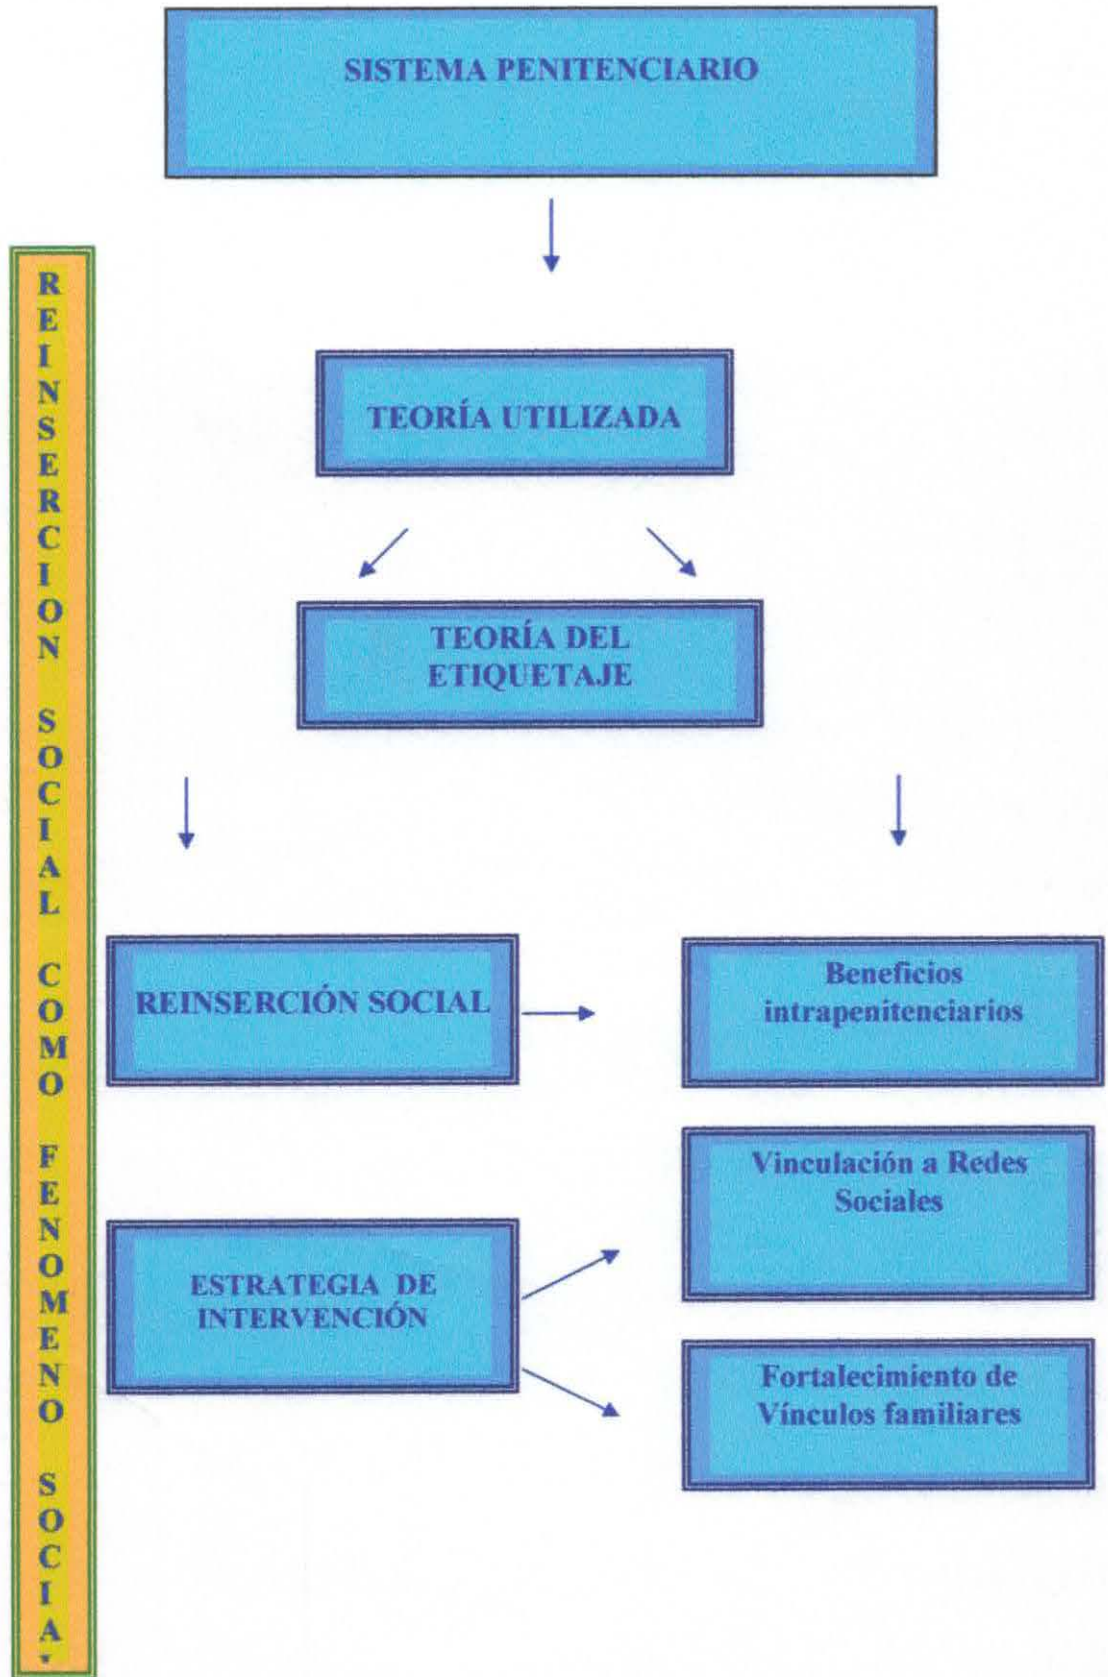 SISTEMA PENITENCIARIO
REINSERCION SOCIAL COMO FENOMENO SOCIA
TEORÍA UTILIZADA
TEORÍA DEL
ETIQUETAJE
REINSERCIÓN SOCIAL
Beneficios
intrapenitenciarios
Vinculación a Redes
Sociales
ESTRATEGIA DE
INTERVENCIÓN
Fortalecimiento de
Vínculos familiares